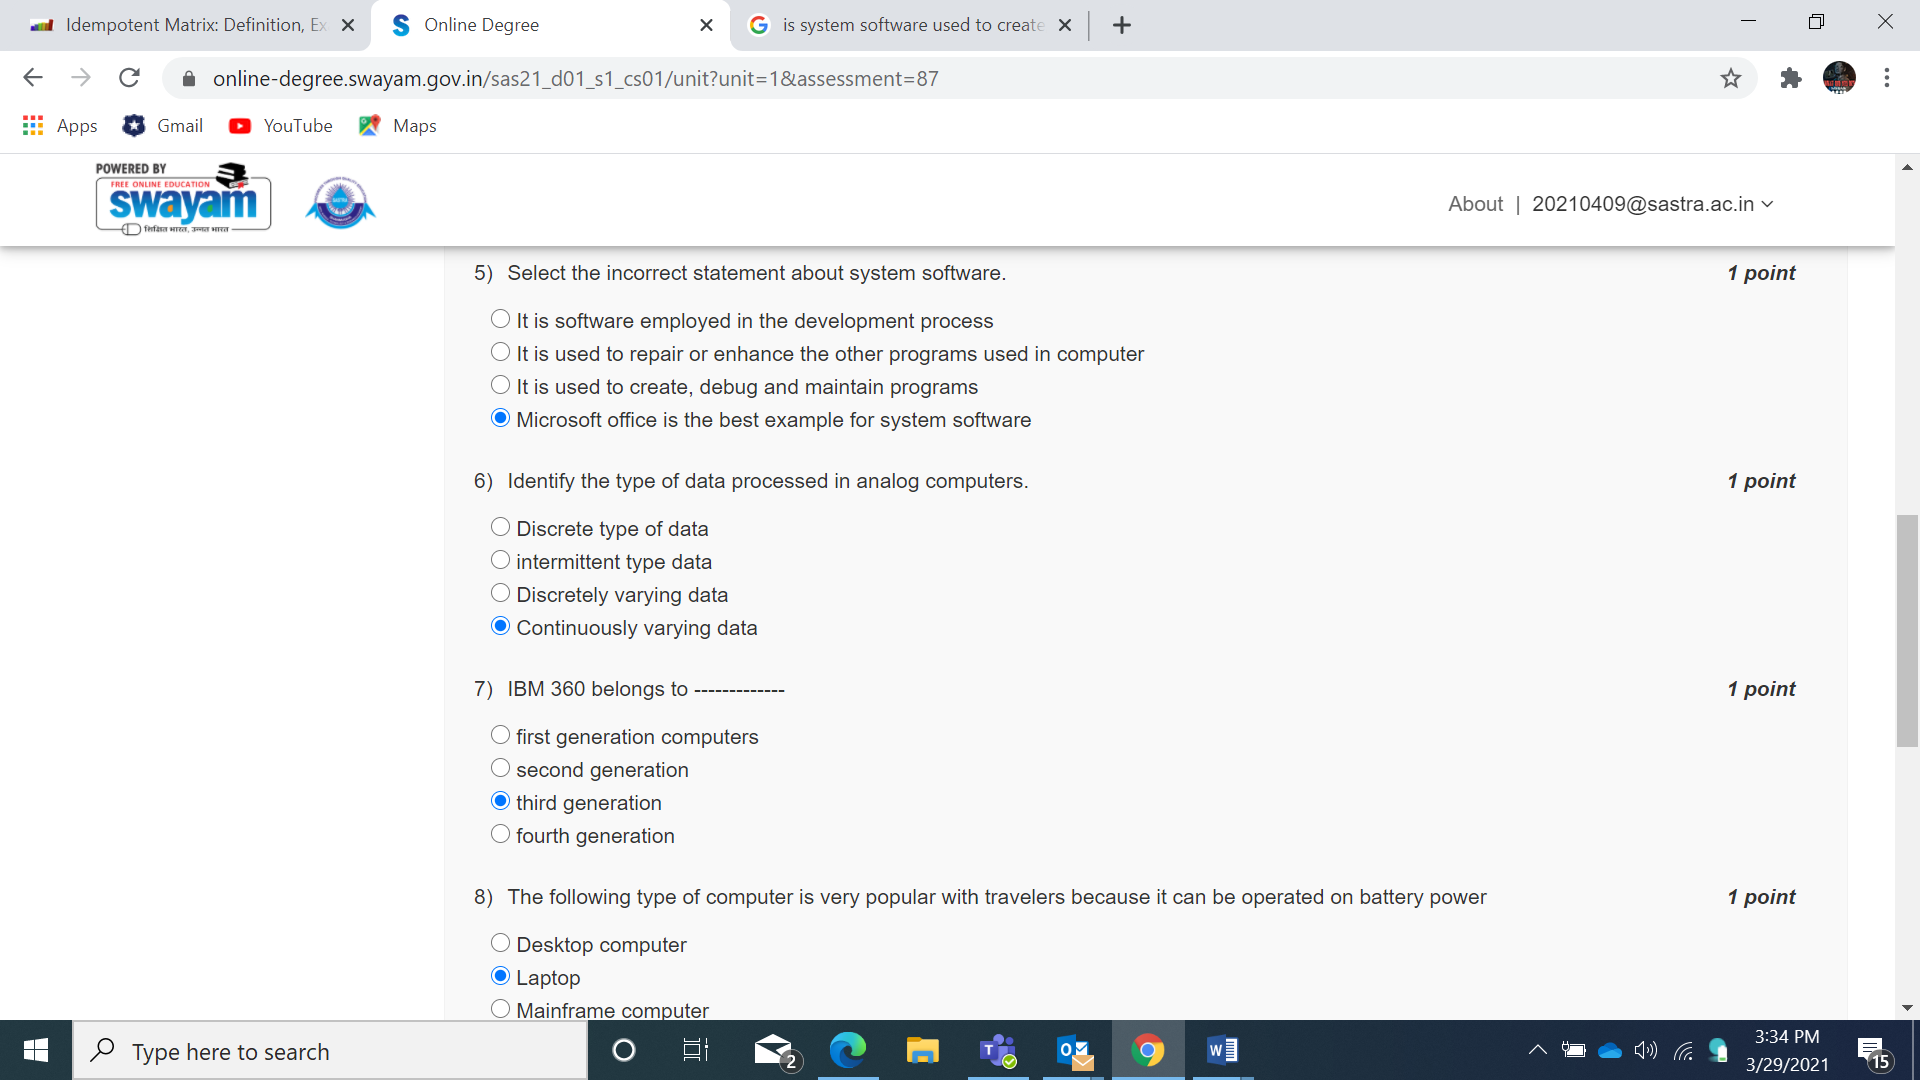 Idempotent Matrix: Definition, Ex
Online Degree
is system software used to create
online-degree.swayam.gov.in/sas21_d01_s1_cs01/unit?unit=1&assessment=87
Apps
Gmail
YouTube
Maps
POWERED BY
FREE ONLINE EDUCATION
swayam
शिक्षित भारत, उन्नत भारत
About | 20210409@sastra.ac.in
5) Select the incorrect statement about system software. 1 point
It is software employed in the development process
It is used to repair or enhance the other programs used in computer
It is used to create, debug and maintain programs
Microsoft office is the best example for system software
6) Identify the type of data processed in analog computers. 1 point
Discrete type of data
intermittent type data
Discretely varying data
Continuously varying data
7) IBM 360 belongs to ------------- 1 point
first generation computers
second generation
third generation
fourth generation
8) The following type of computer is very popular with travelers because it can be operated on battery power 1 point
Desktop computer
Laptop
Mainframe computer
Type here to search
2
3:34 PM
3/29/2021
15